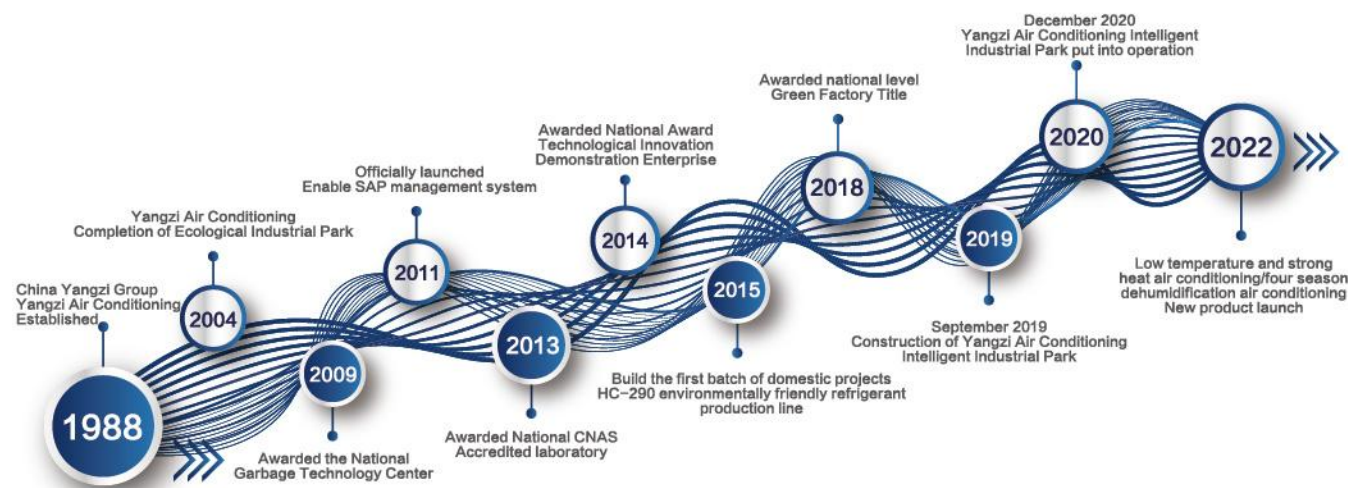 1988
China Yangzi Group
Yangzi Air Conditioning
Established
2004
Yangzi Air Conditioning
Completion of Ecological Industrial Park
2009
Awarded the National
Garbage Technology Center
2011
Officially launched
Enable SAP management system
2013
Awarded National CNAS
Accredited laboratory
2014
Awarded National Award
Technological Innovation
Demonstration Enterprise
2015
Build the first batch of domestic projects
HC-290 environmentally friendly refrigerant
production line
2018
Awarded national level
Green Factory Title
2019
September 2019
Construction of Yangzi Air Conditioning
Intelligent Industrial Park
2020
December 2020
Yangzi Air Conditioning Intelligent
Industrial Park put into operation
2022
Low temperature and strong
heat air conditioning/four season
dehumidification air conditioning
New product launch